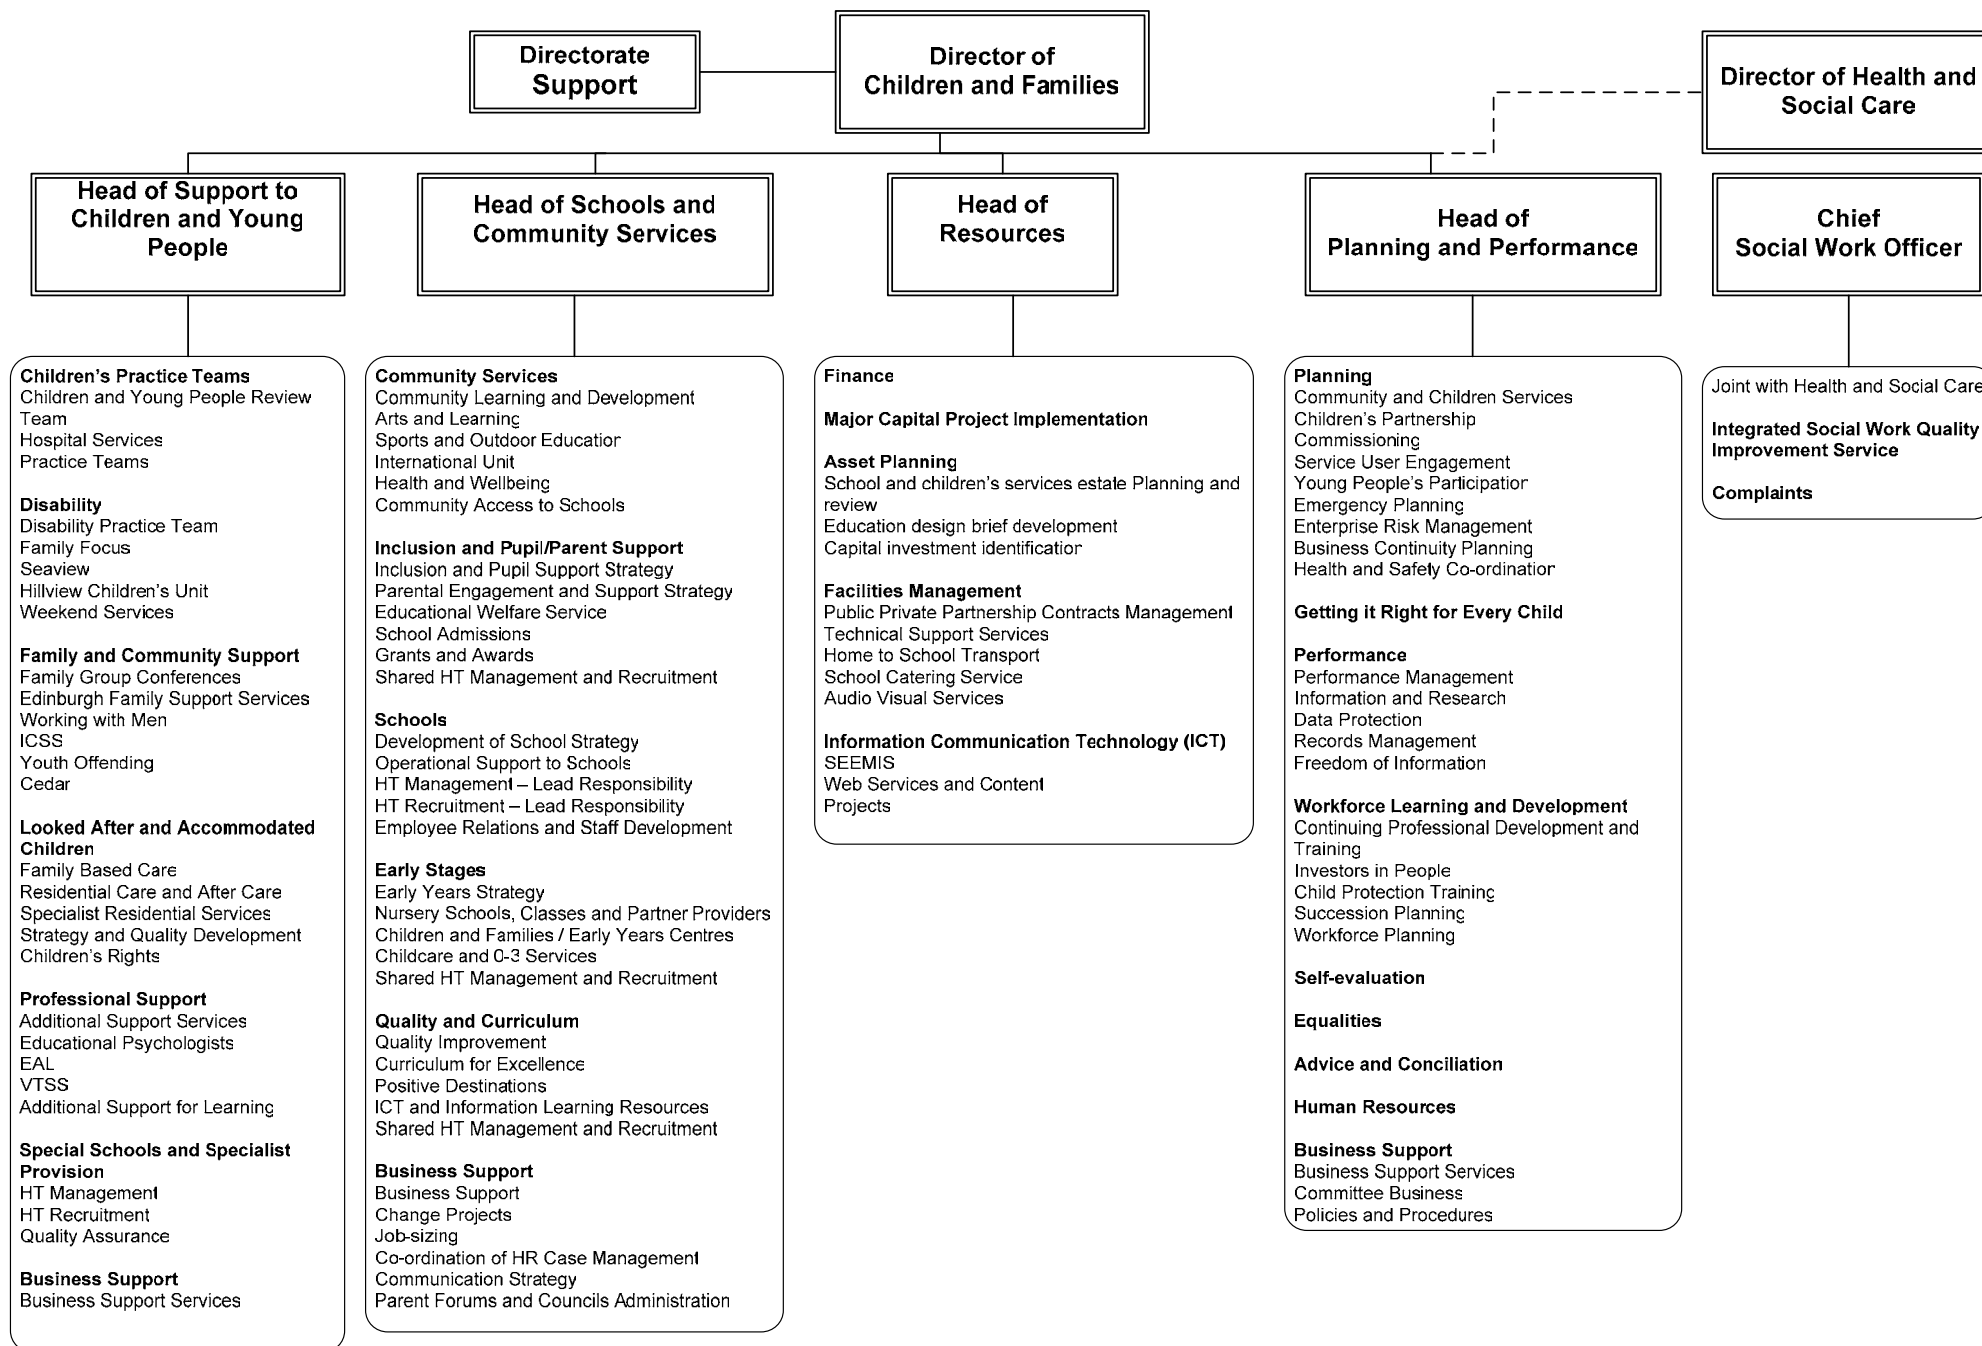 Directorate
Support
Director of
Children and Families
Director of Health and
Social Care
Head of Support to
Children and Young
People
Head of Schools and
Community Services
Head of
Resources
Head of
Planning and Performance
Chief
Social Work Officer
Children’s Practice Teams
Children and Young People Review
Team
Hospital Services
Practice Teams
Disability
Disability Practice Team
Family Focus
Seaview
Hillview Children’s Unit
Weekend Services
Family and Community Support
Family Group Conferences
Edinburgh Family Support Services
Working with Men
ICSS
Youth Offending
Cedar
Looked After and Accommodated
Children
Family Based Care
Residential Care and After Care
Specialist Residential Services
Strategy and Quality Development
Children’s Rights
Professional Support
Additional Support Services
Educational Psychologists
EAL
VTSS
Additional Support for Learning
Special Schools and Specialist
Provision
HT Management
HT Recruitment
Quality Assurance
Business Support
Business Support Services
Community Services
Community Learning and Development
Arts and Learning
Sports and Outdoor Education
International Unit
Health and Wellbeing
Community Access to Schools
Inclusion and Pupil/Parent Support
Inclusion and Pupil Support Strategy
Parental Engagement and Support Strategy
Educational Welfare Service
School Admissions
Grants and Awards
Shared HT Management and Recruitment
Schools
Development of School Strategy
Operational Support to Schools
HT Management – Lead Responsibility
HT Recruitment – Lead Responsibility
Employee Relations and Staff Development
Early Stages
Early Years Strategy
Nursery Schools, Classes and Partner Providers
Children and Families / Early Years Centres
Childcare and 0-3 Services
Shared HT Management and Recruitment
Quality and Curriculum
Quality Improvement
Curriculum for Excellence
Positive Destinations
ICT and Information Learning Resources
Shared HT Management and Recruitment
Business Support
Business Support
Change Projects
Job-sizing
Co-ordination of HR Case Management
Communication Strategy
Parent Forums and Councils Administration
Finance
Major Capital Project Implementation
Asset Planning
School and children’s services estate Planning and
review
Education design brief development
Capital investment identification
Facilities Management
Public Private Partnership Contracts Management
Technical Support Services
Home to School Transport
School Catering Service
Audio Visual Services
Information Communication Technology (ICT)
SEEMIS
Web Services and Content
Projects
Planning
Community and Children Services
Children’s Partnership
Commissioning
Service User Engagement
Young People’s Participation
Emergency Planning
Enterprise Risk Management
Business Continuity Planning
Health and Safety Co-ordination
Getting it Right for Every Child
Performance
Performance Management
Information and Research
Data Protection
Records Management
Freedom of Information
Workforce Learning and Development
Continuing Professional Development and
Training
Investors in People
Child Protection Training
Succession Planning
Workforce Planning
Self-evaluation
Equalities
Advice and Conciliation
Human Resources
Business Support
Business Support Services
Committee Business
Policies and Procedures
Joint with Health and Social Care
Integrated Social Work Quality
Improvement Service
Complaints